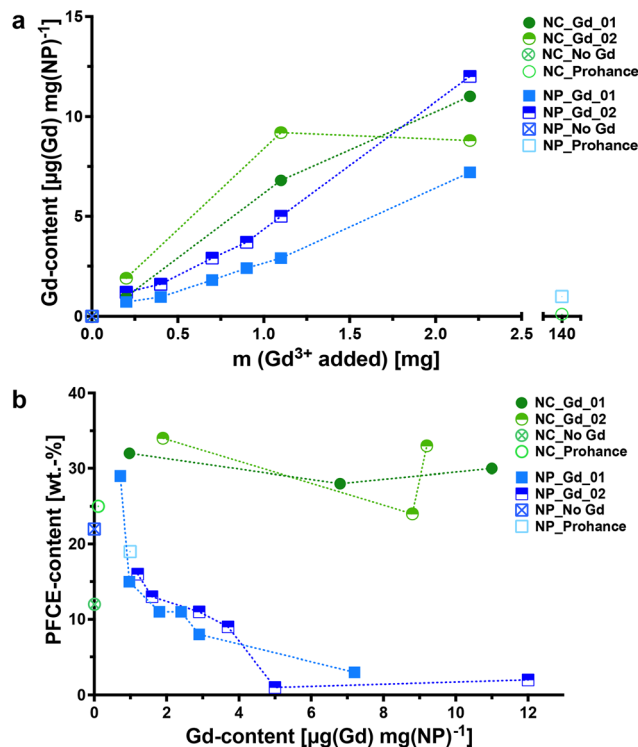 a
Gd-content [µg(Gd) mg(NP)⁻¹]
15
10
5
0
0.0
0.5
1.0
1.5
2.0
2.5
140
m (Gd³⁺ added) [mg]
NC_Gd_01
NC_Gd_02
NC_No Gd
NC_Prohance
NP_Gd_01
NP_Gd_02
NP_No Gd
NP_Prohance
b
PFCE-content [wt.-%]
40
30
20
10
0
0
2
4
6
8
10
12
Gd-content [µg(Gd) mg(NP)⁻¹]
NC_Gd_01
NC_Gd_02
NC_No Gd
NC_Prohance
NP_Gd_01
NP_Gd_02
NP_No Gd
NP_Prohance